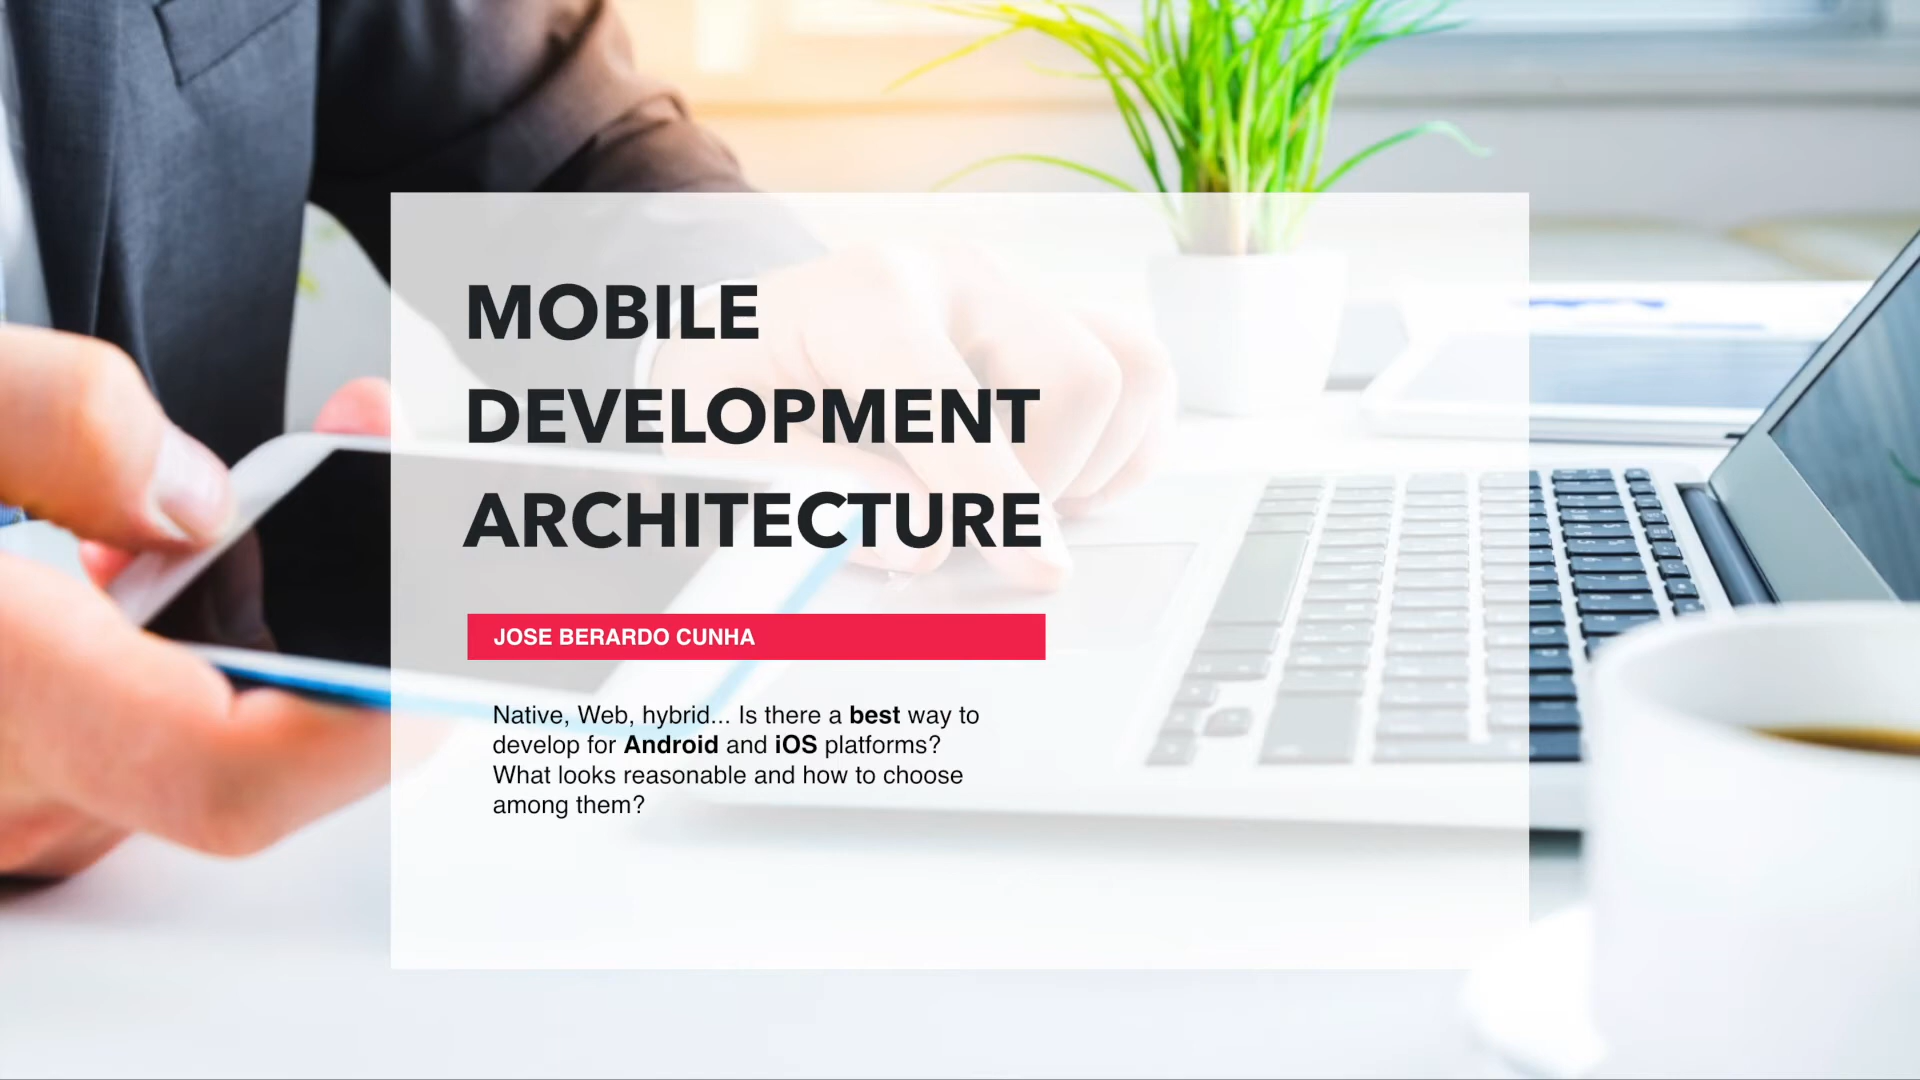 MOBILE
DEVELOPMENT
ARCHITECTURE
JOSE BERARDO CUNHA
Native, Web, hybrid... Is there a best way to
develop for Android and iOS platforms?
What looks reasonable and how to choose
among them?